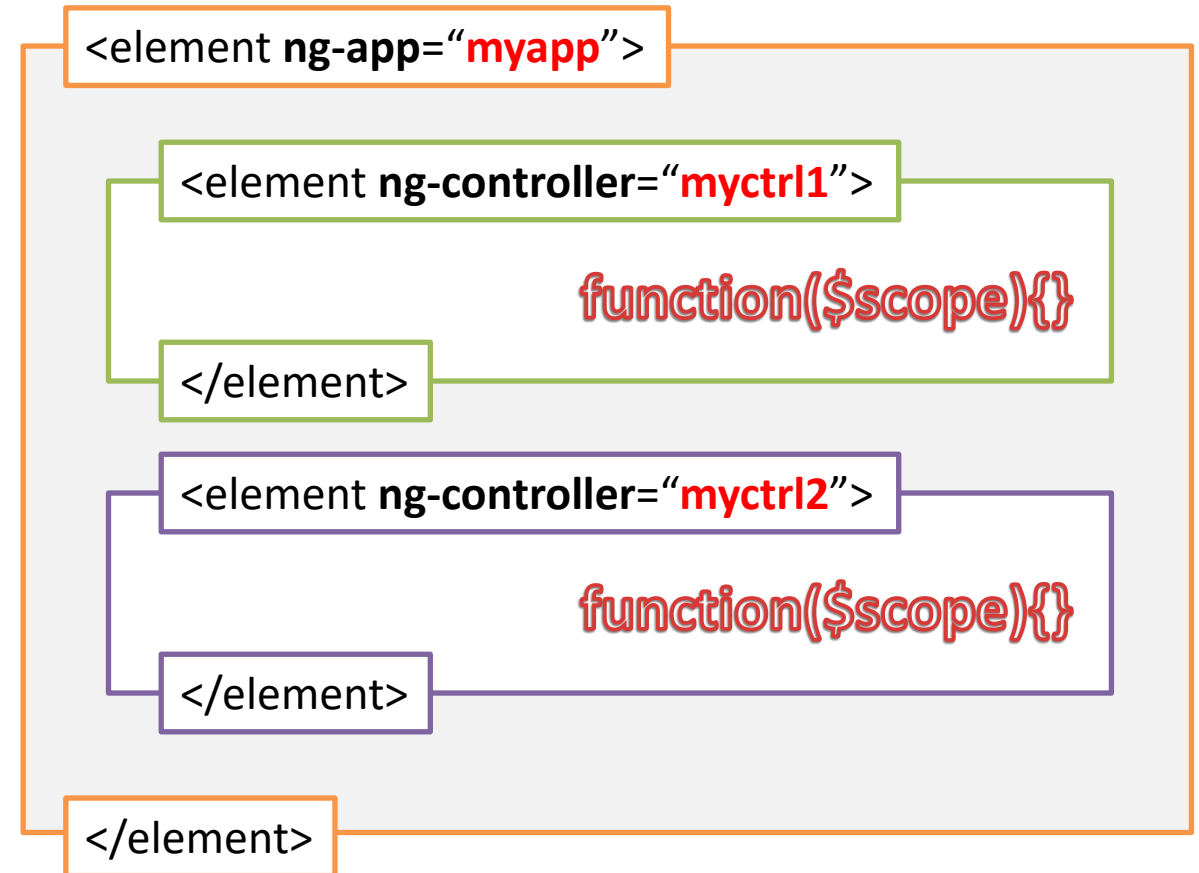 <element ng-app=“myapp”>
<element ng-controller=“myctrl1”>
function($scope){}
</element>
<element ng-controller=“myctrl2”>
function($scope){}
</element>
</element>